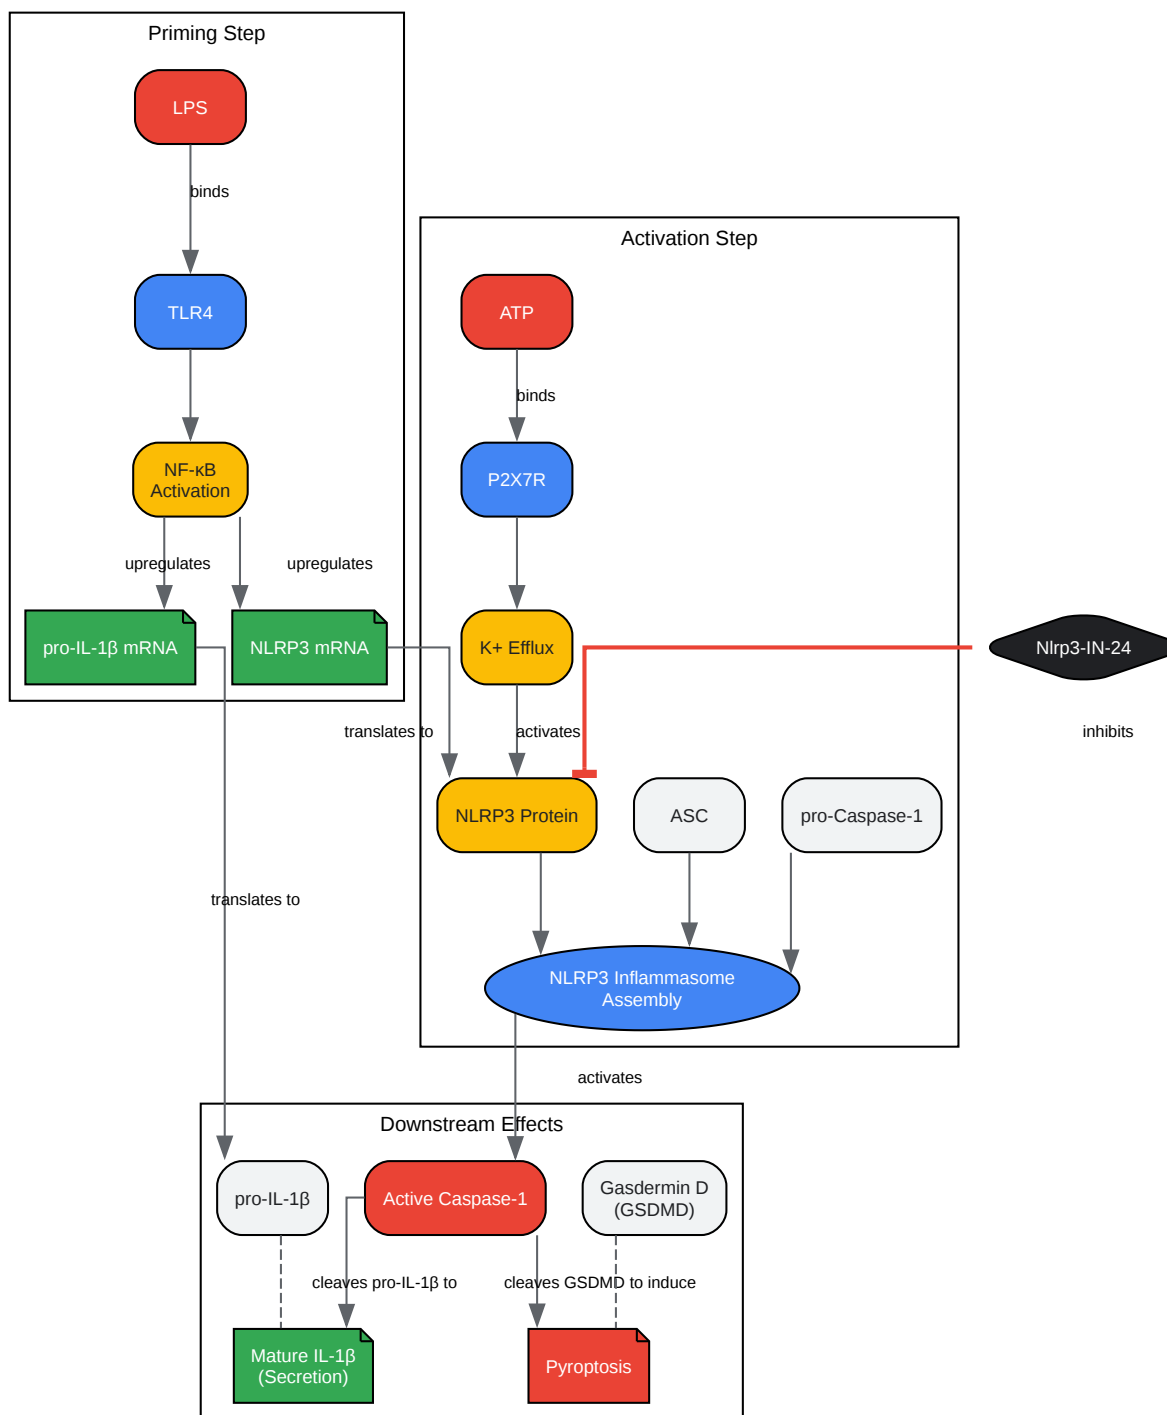 Priming Step
LPS
binds
TLR4
NF-κB
Activation
upregulates
upregulates
pro-IL-1β mRNA
NLRP3 mRNA
translates to
Activation Step
ATP
binds
P2X7R
K+ Efflux
activates
Nlrp3-IN-24
inhibits
NLRP3 Protein
ASC
pro-Caspase-1
translates to
NLRP3 Inflammasome
Assembly
activates
Downstream Effects
pro-IL-1β
Active Caspase-1
Gasdermin D
(GSDMD)
cleaves pro-IL-1β to
cleaves GSDMD to induce
Mature IL-1β
(Secretion)
Pyroptosis